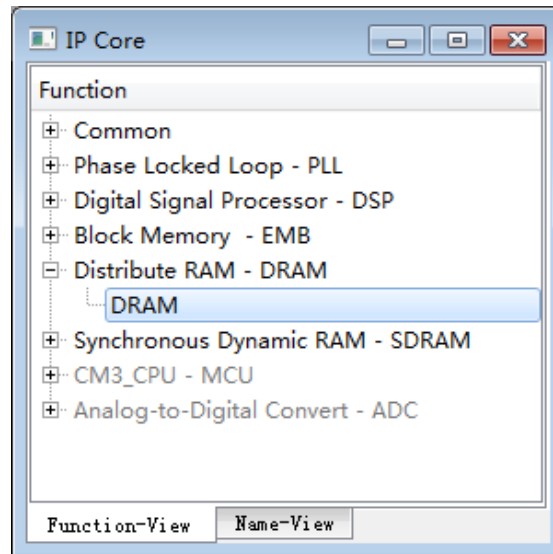 IP Core
Function
Common
Phase Locked Loop - PLL
Digital Signal Processor - DSP
Block Memory - EMB
Distribute RAM - DRAM
DRAM
Synchronous Dynamic RAM - SDRAM
CM3_CPU - MCU
Analog-to-Digital Convert - ADC
Function-View Name-View